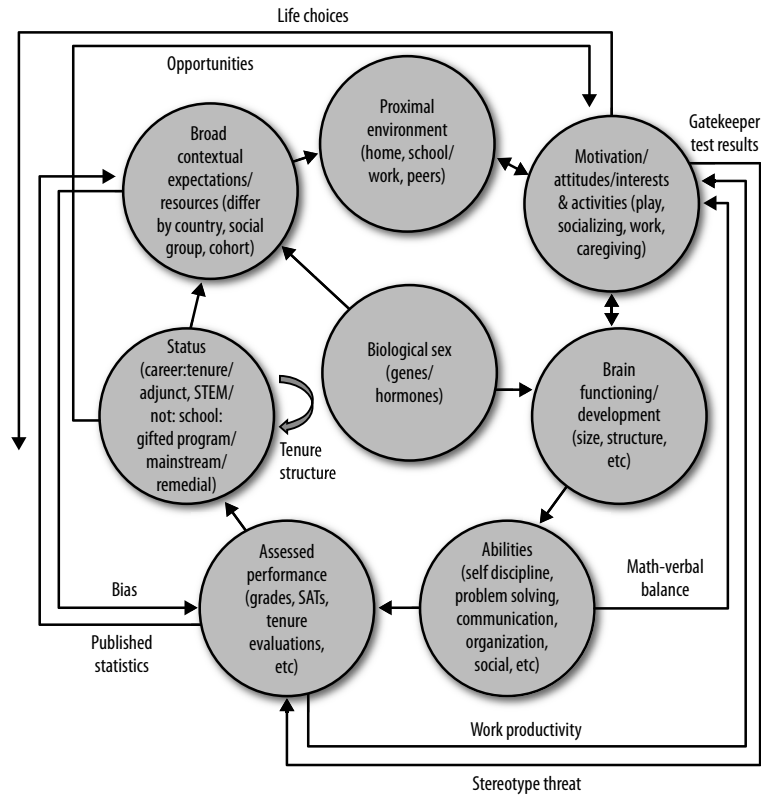 Life choices
Opportunities
Gatekeeper
test results
Proximal
environment
(home, school/
work, peers)
Broad
contextual
expectations/
resources (differ
by country, social
group, cohort)
Motivation/
attitudes/interests
& activities (play,
socializing, work,
caregiving)
Biological sex
(genes/
hormones)
Status
(career:tenure/
adjunct, STEM/
not: school:
gifted program/
mainstream/
remedial)
Tenure
structure
Brain
functioning/
development
(size, structure,
etc)
Assessed
performance
(grades, SATs,
tenure
evaluations,
etc)
Abilities
(self discipline,
problem solving,
communication,
organization,
social, etc)
Math-verbal
balance
Bias
Published
statistics
Work productivity
Stereotype threat